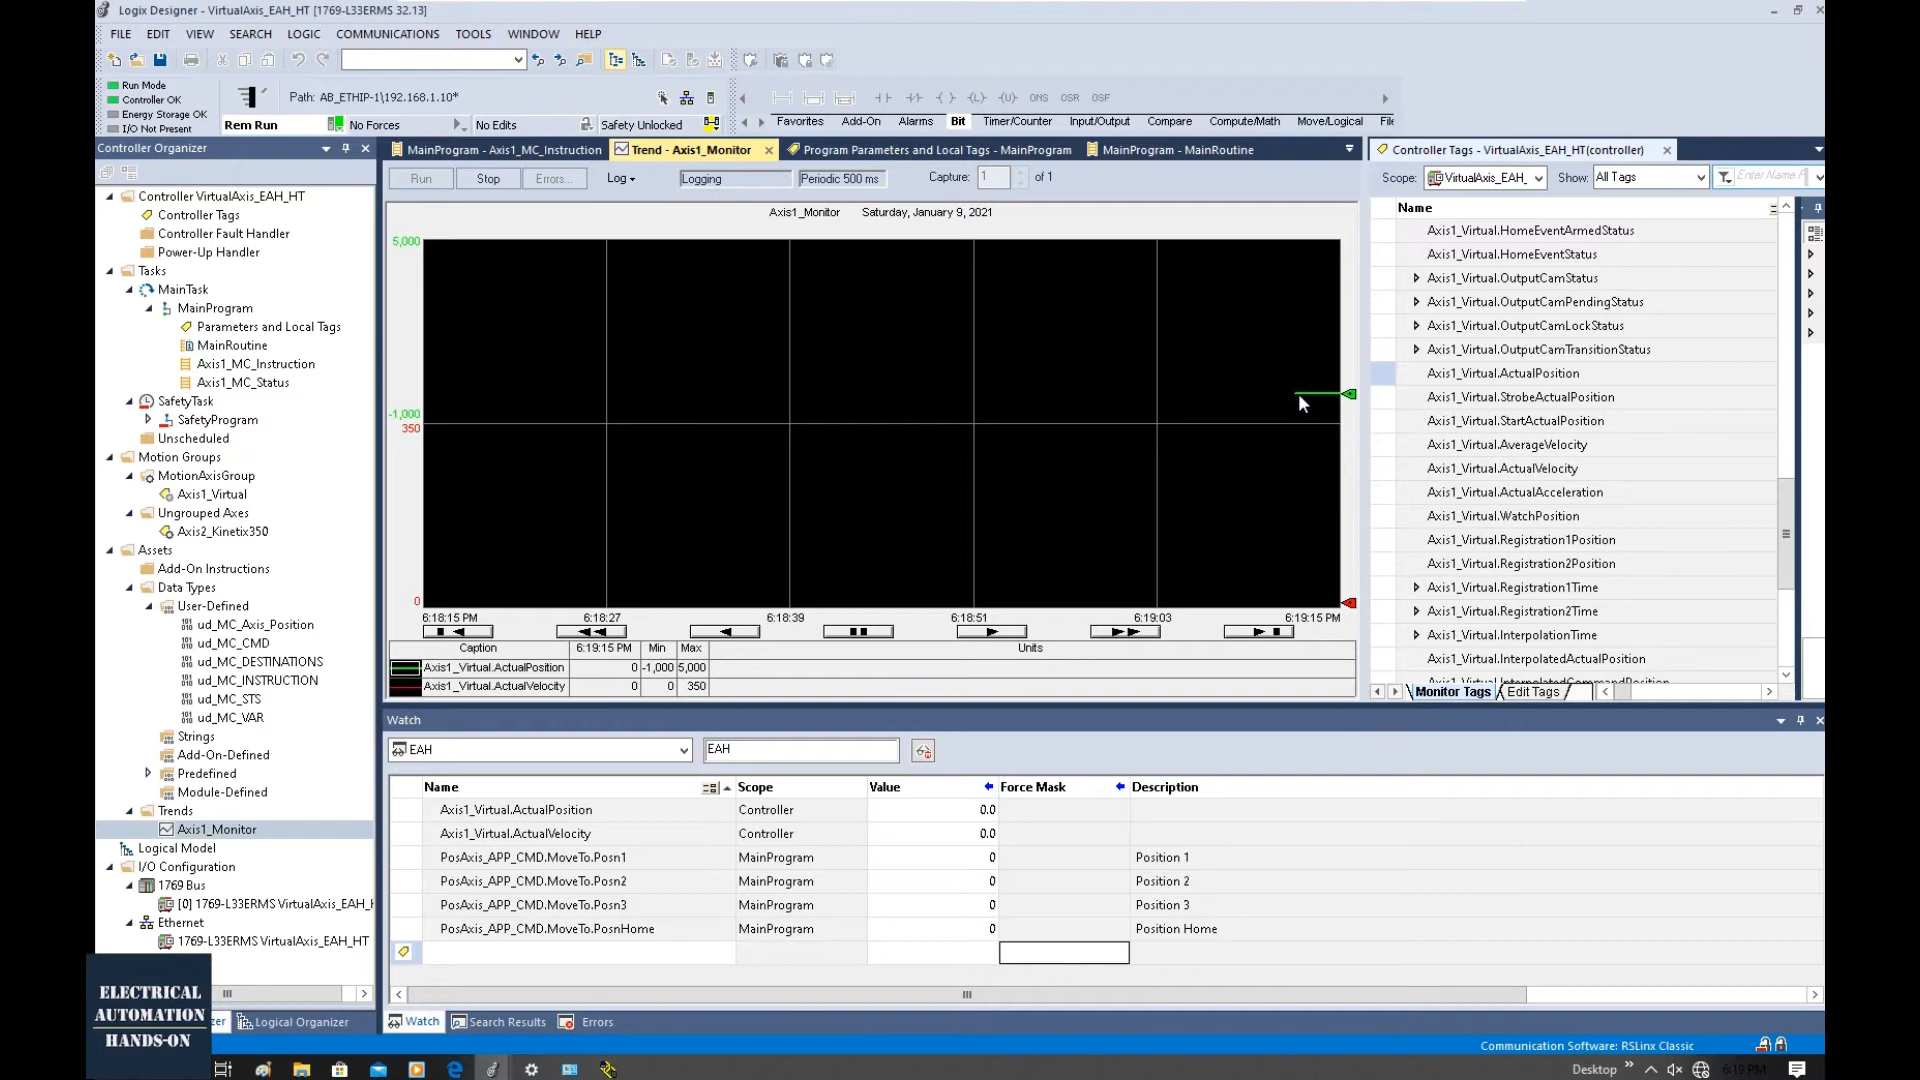 Logix Designer - VirtualAxis_EAH_HT [1769-L33ERMS 32.13]
FILE EDIT VIEW SEARCH LOGIC COMMUNICATIONS TOOLS WINDOW HELP
Run Mode
Controller OK
Energy Storage OK
I/O Not Present
Path: AB_ETHIP-1\192.168.1.10*
Rem Run No Forces No Edits Safety Unlocked
ONS OSR OSF
Favorites Add-On Alarms Bit Timer/Counter Input/Output Compare Compute/Math Move/Logical File
Controller Organizer
Controller VirtualAxis_EAH_HT
Controller Tags
Controller Fault Handler
Power-Up Handler
Tasks
MainTask
MainProgram
Parameters and Local Tags
MainRoutine
Axis1_MC_Instruction
Axis1_MC_Status
SafetyTask
SafetyProgram
Unscheduled
Motion Groups
MotionAxisGroup
Axis1_Virtual
Ungrouped Axes
Axis2_Kinetix350
Assets
Add-On Instructions
Data Types
User-Defined
ud_MC_Axis_Position
ud_MC_CMD
ud_MC_DESTINATIONS
ud_MC_INSTRUCTION
ud_MC_STS
ud_MC_VAR
Strings
Add-On-Defined
Predefined
Module-Defined
Trends
Axis1_Monitor
Logical Model
I/O Configuration
1769 Bus
[0] 1769-L33ERMS VirtualAxis_EAH_H
Ethernet
1769-L33ERMS VirtualAxis_EAH_HT
Logical Organizer
MainProgram - Axis1_MC_Instruction Trend - Axis1_Monitor Program Parameters and Local Tags - MainProgram MainProgram - MainRoutine
Run Stop Errors... Log Logging Periodic 500 ms Capture: 1 of 1
Axis1_Monitor Saturday, January 9, 2021
5,000
-1,000
350
0
6:18:15 PM 6:18:27 6:18:39 6:18:51 6:19:03 6:19:15 PM
Caption 6:19:15 PM Min Max Units
Axis1_Virtual.ActualPosition 0 -1,000 5,000
Axis1_Virtual.ActualVelocity 0 0 350
Controller Tags - VirtualAxis_EAH_HT(controller)
Scope: VirtualAxis_EAH_ Show: All Tags Enter Name F
Name
Axis1_Virtual.HomeEventArmedStatus
Axis1_Virtual.HomeEventStatus
Axis1_Virtual.OutputCamStatus
Axis1_Virtual.OutputCamPendingStatus
Axis1_Virtual.OutputCamLockStatus
Axis1_Virtual.OutputCamTransitionStatus
Axis1_Virtual.ActualPosition
Axis1_Virtual.StrobeActualPosition
Axis1_Virtual.StartActualPosition
Axis1_Virtual.AverageVelocity
Axis1_Virtual.ActualVelocity
Axis1_Virtual.ActualAcceleration
Axis1_Virtual.WatchPosition
Axis1_Virtual.Registration1Position
Axis1_Virtual.Registration2Position
Axis1_Virtual.Registration1Time
Axis1_Virtual.Registration2Time
Axis1_Virtual.InterpolationTime
Axis1_Virtual.InterpolatedActualPosition
Axis1_Virtual.InterpolatedCommandPosition
Monitor Tags Edit Tags
Watch
EAH EAH
Name Scope Value Force Mask Description
Axis1_Virtual.ActualPosition Controller 0.0
Axis1_Virtual.ActualVelocity Controller 0.0
PosAxis_APP_CMD.MoveTo.Posn1 MainProgram 0 Position 1
PosAxis_APP_CMD.MoveTo.Posn2 MainProgram 0 Position 2
PosAxis_APP_CMD.MoveTo.Posn3 MainProgram 0 Position 3
PosAxis_APP_CMD.MoveTo.PosnHome MainProgram 0 Position Home
Watch Search Results Errors
Communication Software: RSLinx Classic
ELECTRICAL
AUTOMATION
HANDS-ON
Desktop 6:19 PM